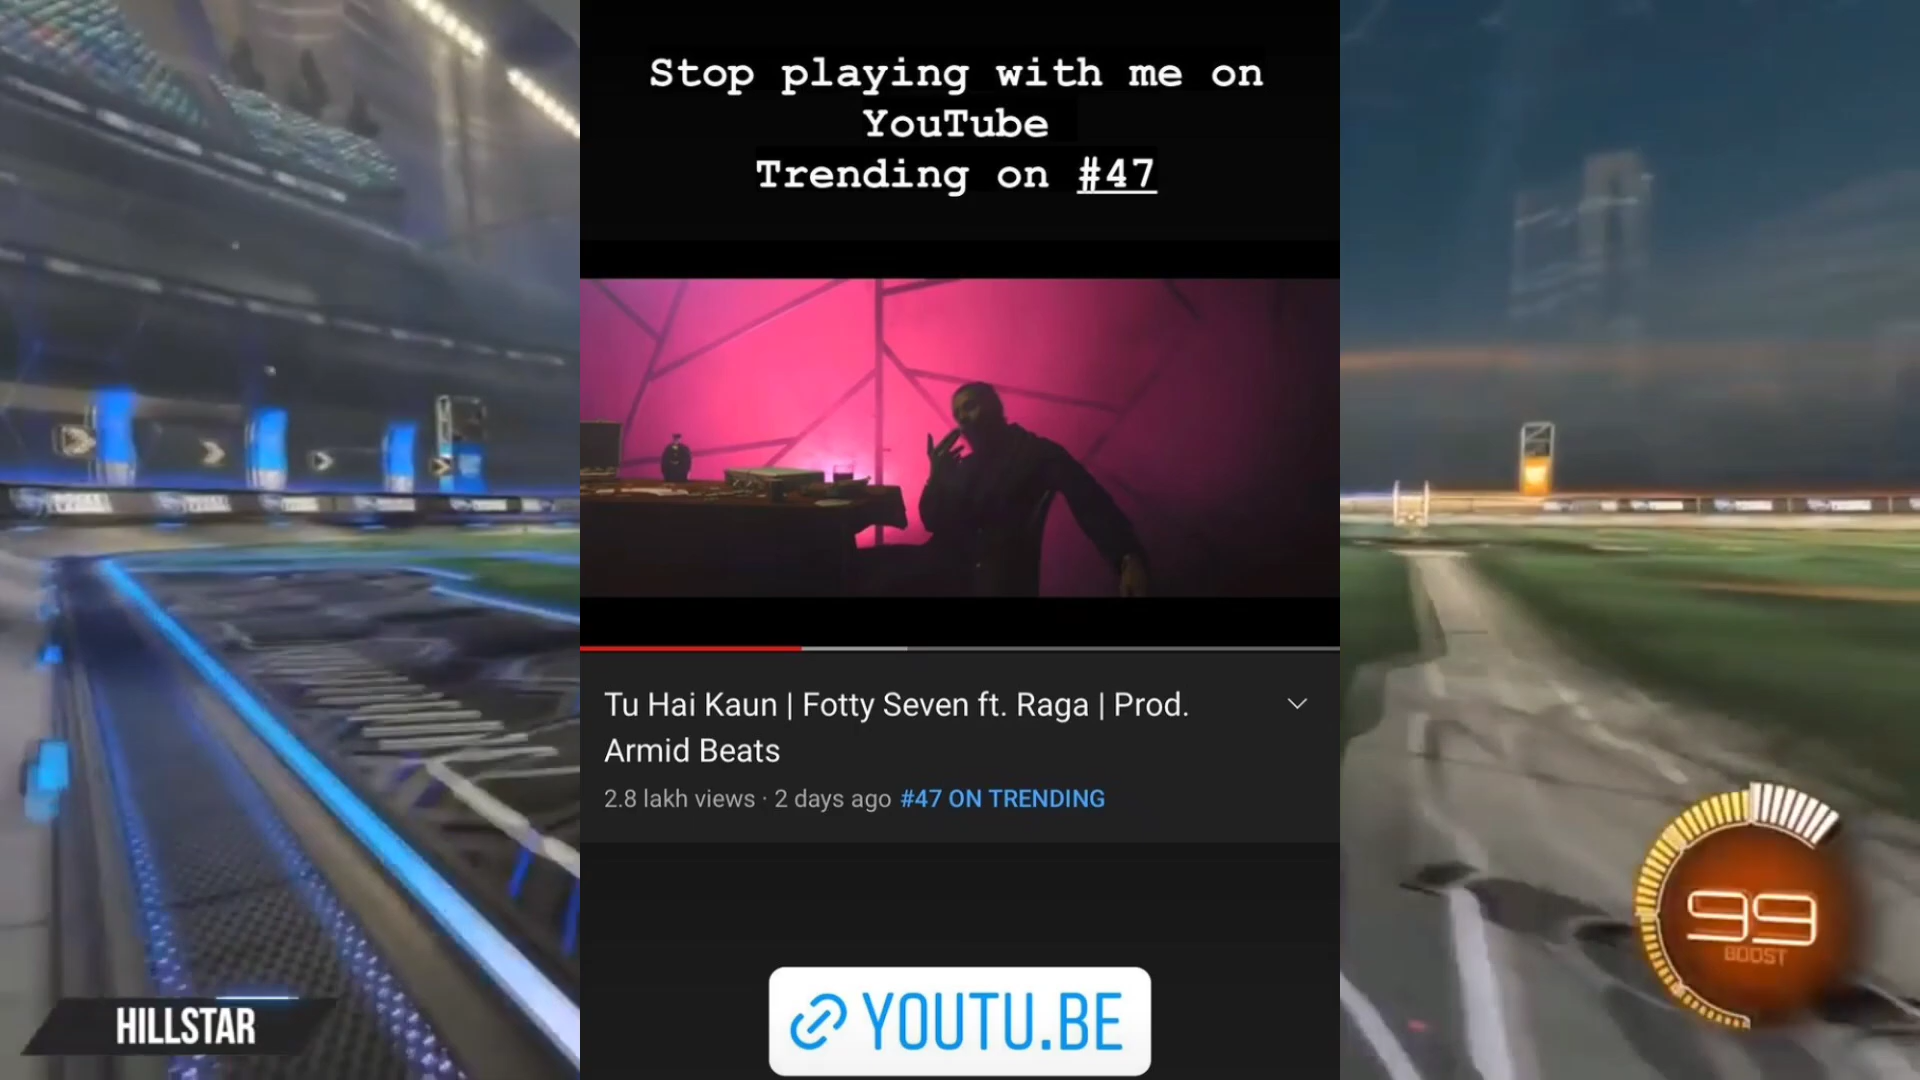 Stop playing with me on
YouTube
Trending on #47
Tu Hai Kaun | Fotty Seven ft. Raga | Prod.
Armid Beats
2.8 lakh views · 2 days ago #47 ON TRENDING
YOUTU.BE
HILLSTAR
99
BOOST